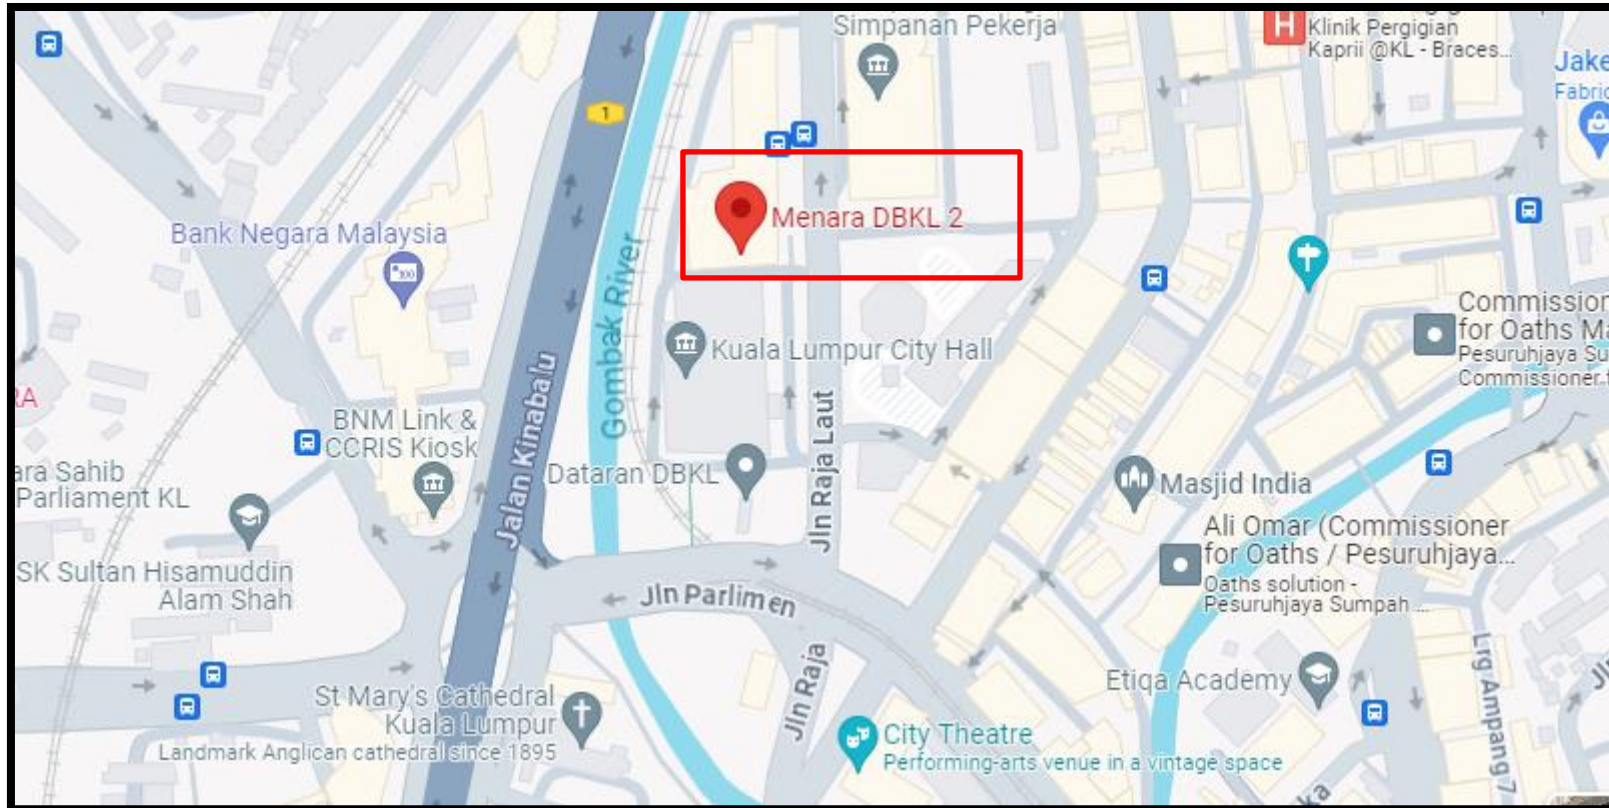 Simpanan Pekerja
Klinik Pergigian
Kaprii @KL - Braces...
Jake
Fabric
1
Menara DBKL 2
Bank Negara Malaysia
Gombak River
Kuala Lumpur City Hall
Commissioner
for Oaths Ma
Pesuruhjaya Su
Commissioner
Jalan Kinabalu
BNM Link &
CCRIS Kiosk
Jln Raja Laut
Dataran DBKL
ara Sahib
Parliament KL
Masjid India
Ali Omar (Commissioner
for Oaths / Pesuruhjaya...
Oaths solution -
Pesuruhjaya Sumpah ...
SK Sultan Hisamuddin
Alam Shah
Jln Parlimen
Jln Raja
Etiqa Academy
Lrg Ampang 7
St Mary's Cathedral
Kuala Lumpur
Landmark Anglican cathedral since 1895
City Theatre
Performing-arts venue in a vintage space